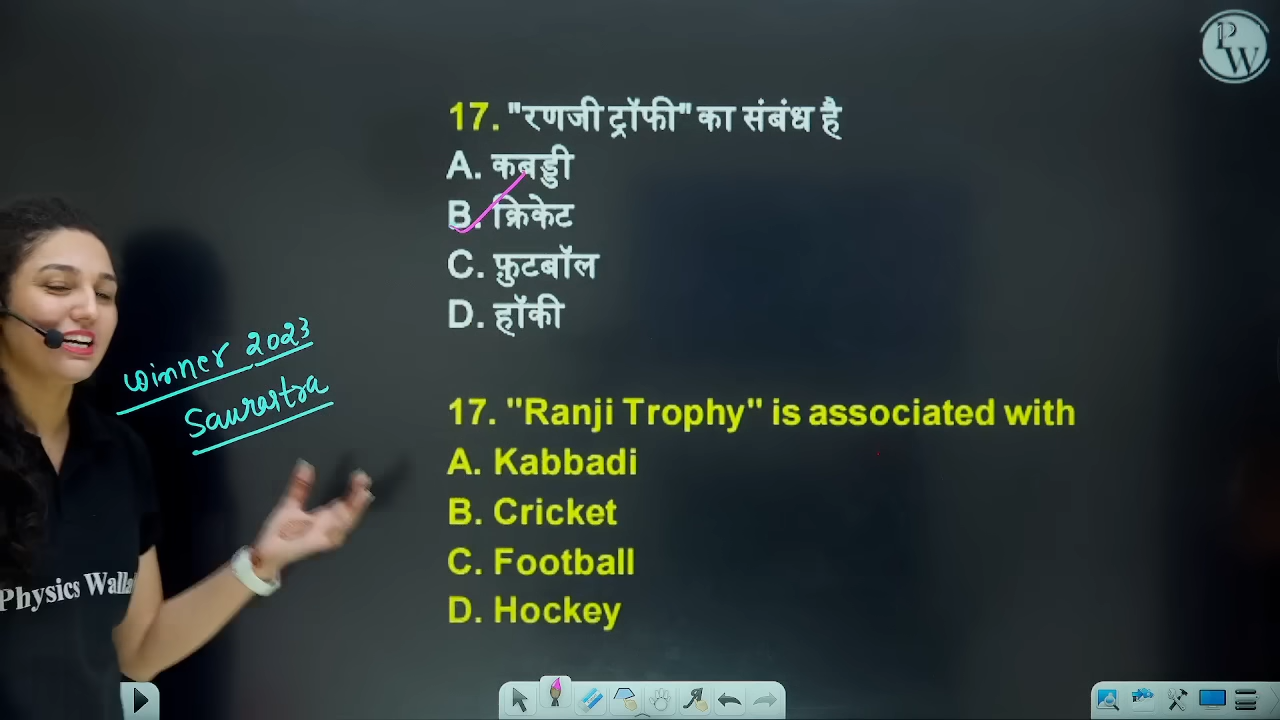 PW
17. "रणजी ट्रॉफी" का संबंध है
A. कबड्डी
B. क्रिकेट
C. फ़ुटबॉल
D. हॉकी
Winner 2023
Saurastra
17. "Ranji Trophy" is associated with
A. Kabbadi
B. Cricket
C. Football
D. Hockey
Physics Walla